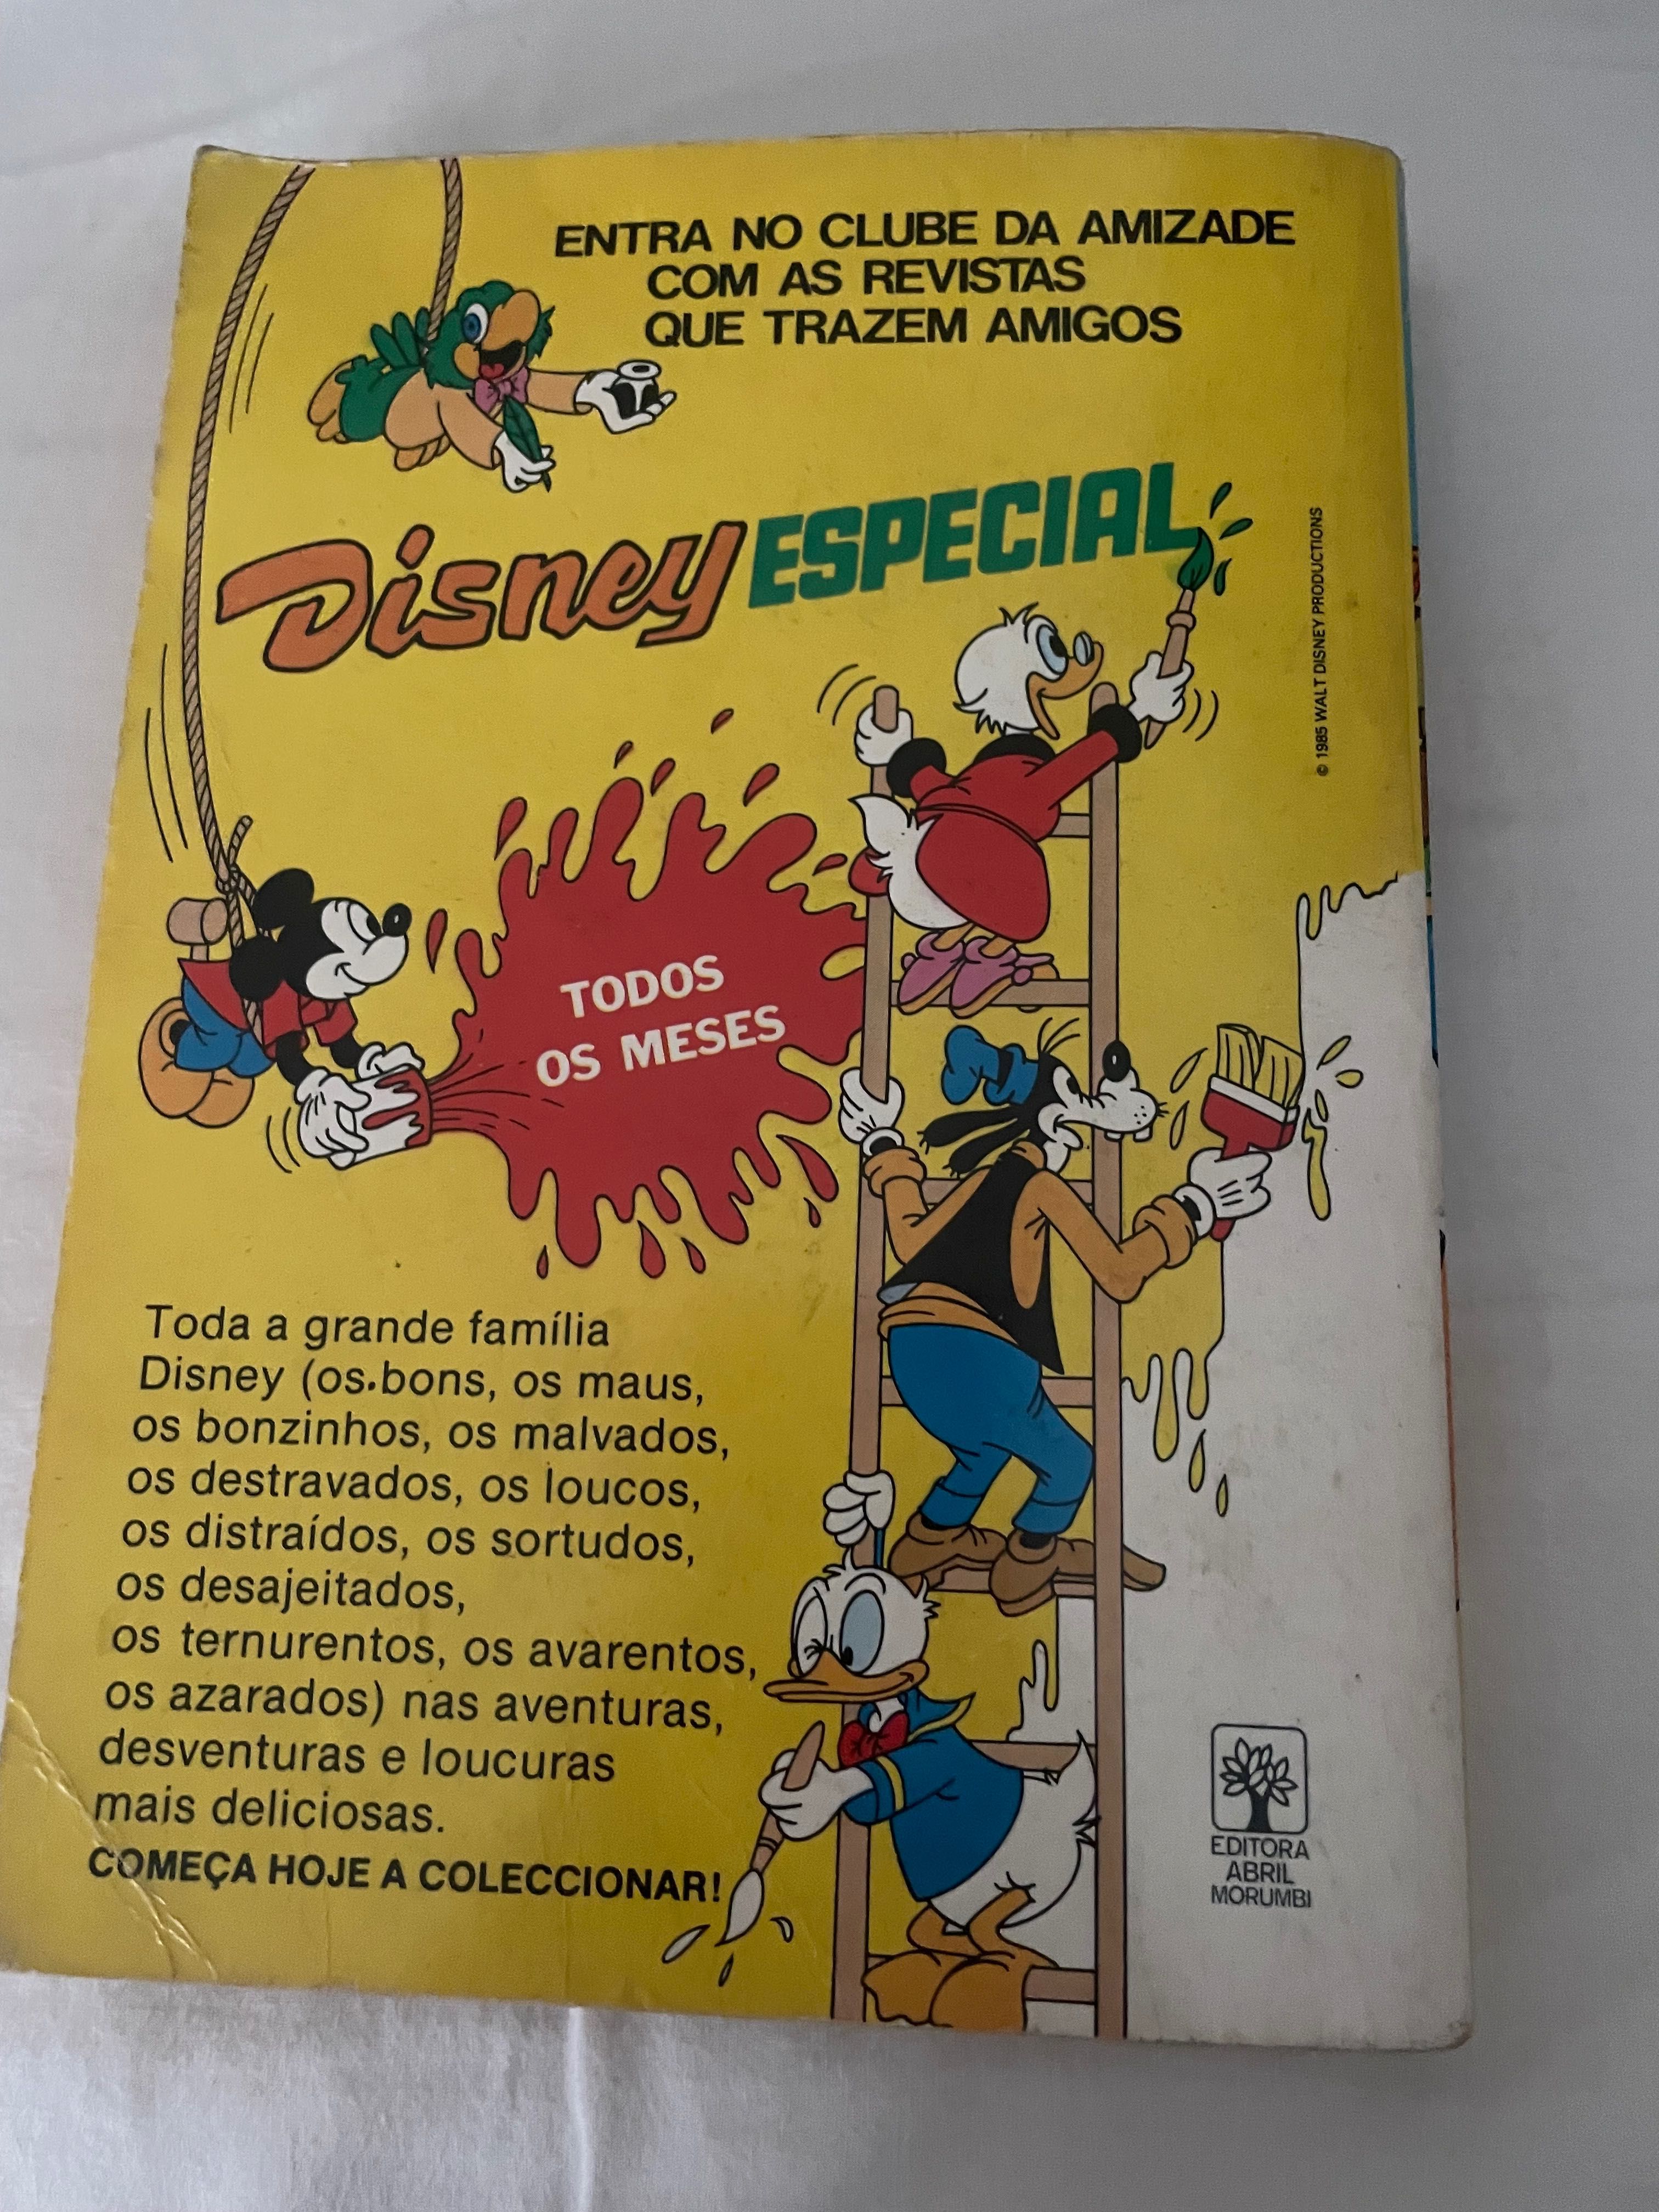 ENTRA NO CLUBE DA AMIZADE
COM AS REVISTAS
QUE TRAZEM AMIGOS
Disney ESPECIAL
© 1985 WALT DISNEY PRODUCTIONS
TODOS
OS MESES
Toda a grande família
Disney (os bons, os maus,
os bonzinhos, os malvados,
os destravados, os loucos,
os distraídos, os sortudos,
os desajeitados,
os ternurentos, os avarentos,
os azarados) nas aventuras,
desventuras e loucuras
mais deliciosas.
COMEÇA HOJE A COLECCIONAR!
EDITORA
ABRIL
MORUMBI